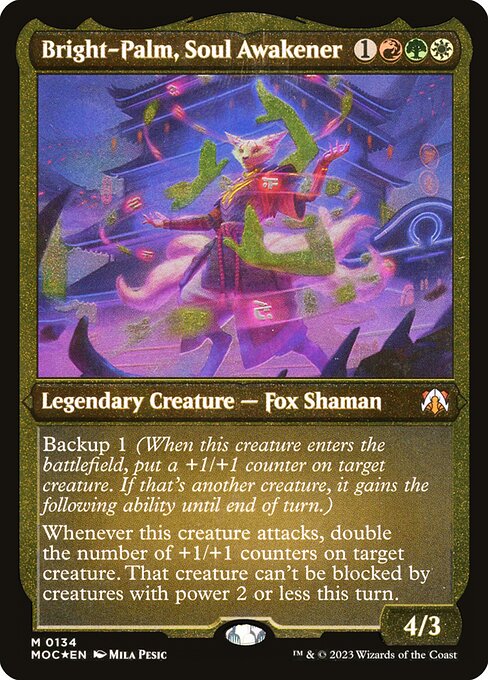 Bright-Palm, Soul Awakener 1
Legendary Creature — Fox Shaman
Backup 1 (When this creature enters the
battlefield, put a +1/+1 counter on target
creature. If that's another creature, it gains the
following ability until end of turn.)
Whenever this creature attacks, double
the number of +1/+1 counters on target
creature. That creature can't be blocked by
creatures with power 2 or less this turn.
4/3
M 0134
MOC★EN Mila Pesic
™ & © 2023 Wizards of the Coast